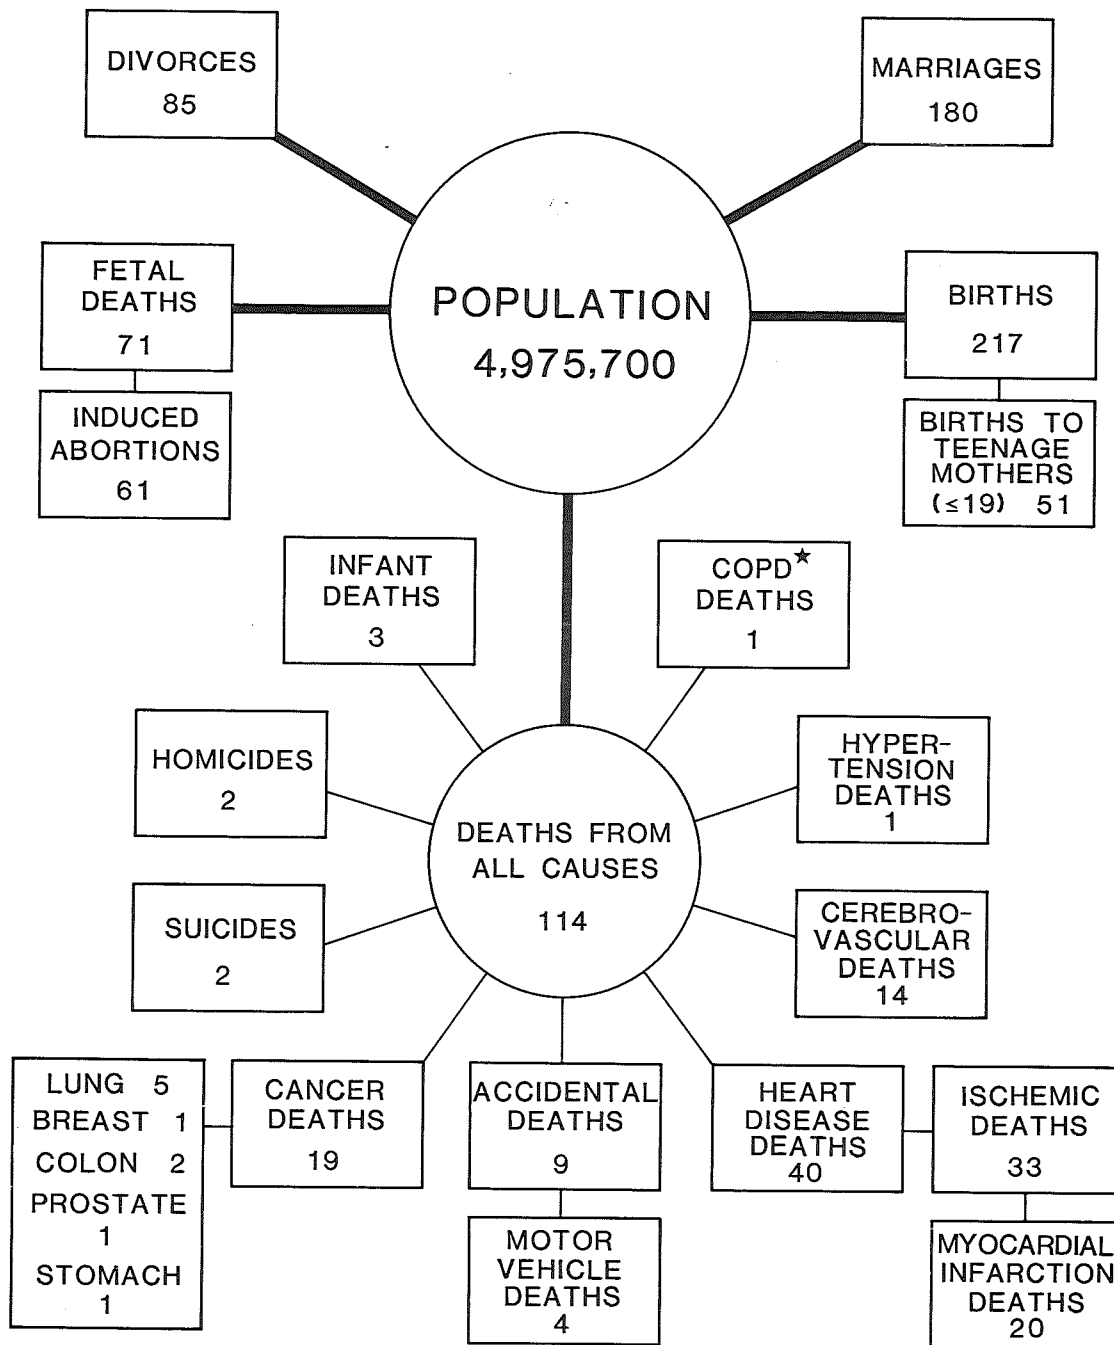 DIVORCES
85
MARRIAGES
180
POPULATION
4,975,700
FETAL
DEATHS
71
INDUCED
ABORTIONS
61
BIRTHS
217
BIRTHS TO
TEENAGE
MOTHERS
(≤19) 51
INFANT
DEATHS
3
COPD★
DEATHS
1
HOMICIDES
2
HYPER-
TENSION
DEATHS
1
DEATHS FROM
ALL CAUSES
114
SUICIDES
2
CEREBRO-
VASCULAR
DEATHS
14
LUNG 5
BREAST 1
COLON 2
PROSTATE
1
STOMACH
1
CANCER
DEATHS
19
ACCIDENTAL
DEATHS
9
MOTOR
VEHICLE
DEATHS
4
HEART
DISEASE
DEATHS
40
ISCHEMIC
DEATHS
33
MYOCARDIAL
INFARCTION
DEATHS
20